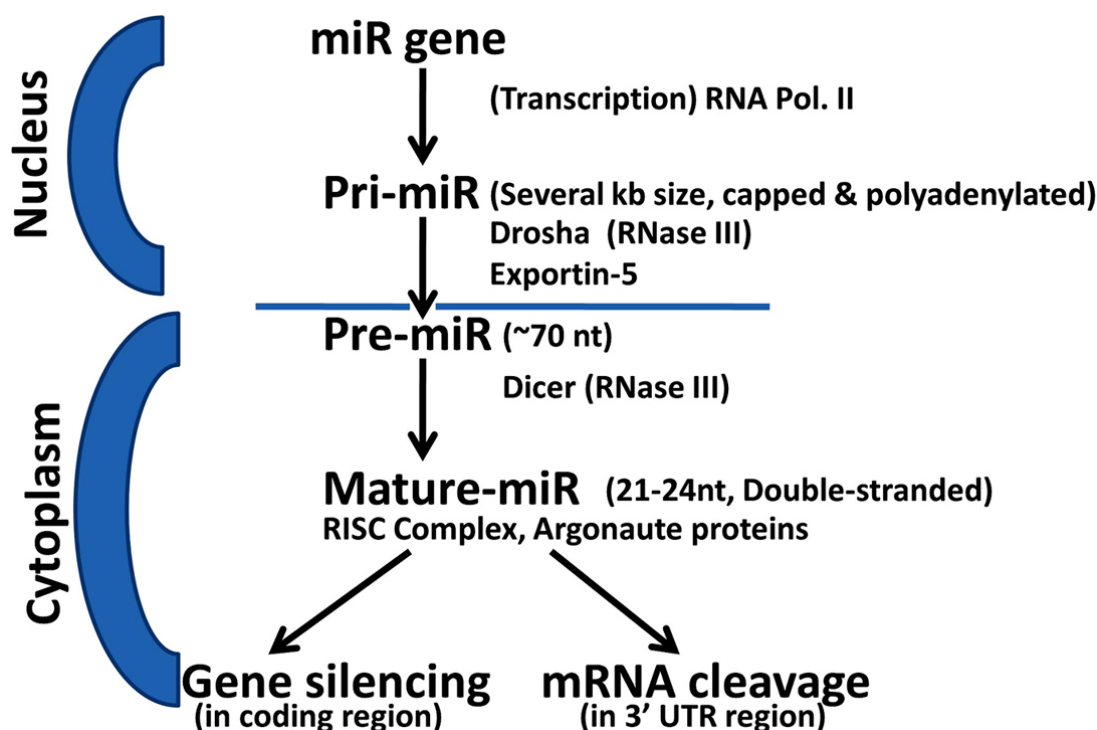 Nucleus
miR gene
(Transcription) RNA Pol. II
Pri-miR (Several kb size, capped & polyadenylated)
Drosha (RNase III)
Exportin-5
Cytoplasm
Pre-miR (~70 nt)
Dicer (RNase III)
Mature-miR (21-24nt, Double-stranded)
RISC Complex, Argonaute proteins
Gene silencing
(in coding region)
mRNA cleavage
(in 3’ UTR region)